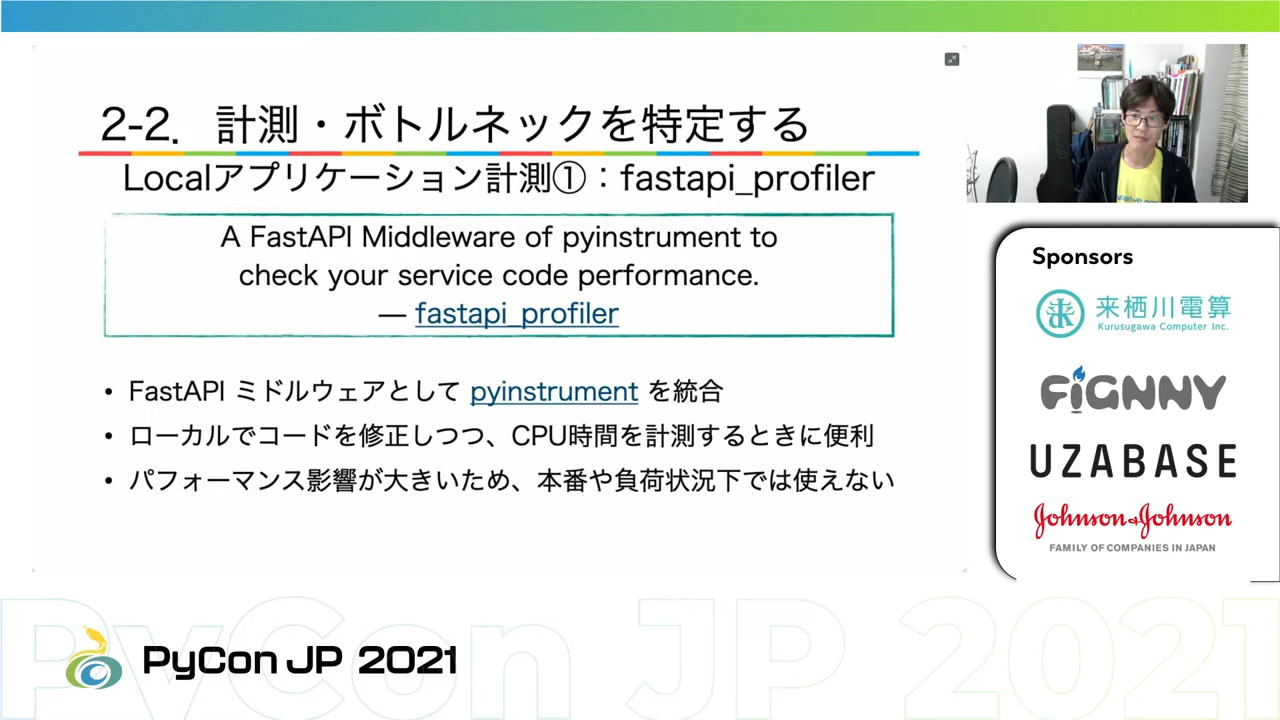 2-2. 計測・ボトルネックを特定する
Localアプリケーション計測①：fastapi_profiler
A FastAPI Middleware of pyinstrument to
check your service code performance.
— fastapi_profiler
• FastAPI ミドルウェアとして pyinstrument を統合
• ローカルでコードを修正しつつ、CPU時間を計測するときに便利
• パフォーマンス影響が大きいため、本番や負荷状況下では使えない
Sponsors
来栖川電算
Kurusugawa Computer Inc.
FiGNNY
UZABASE
Johnson&Johnson
FAMILY OF COMPANIES IN JAPAN
PyCon JP 2021
PyCon JP 2021